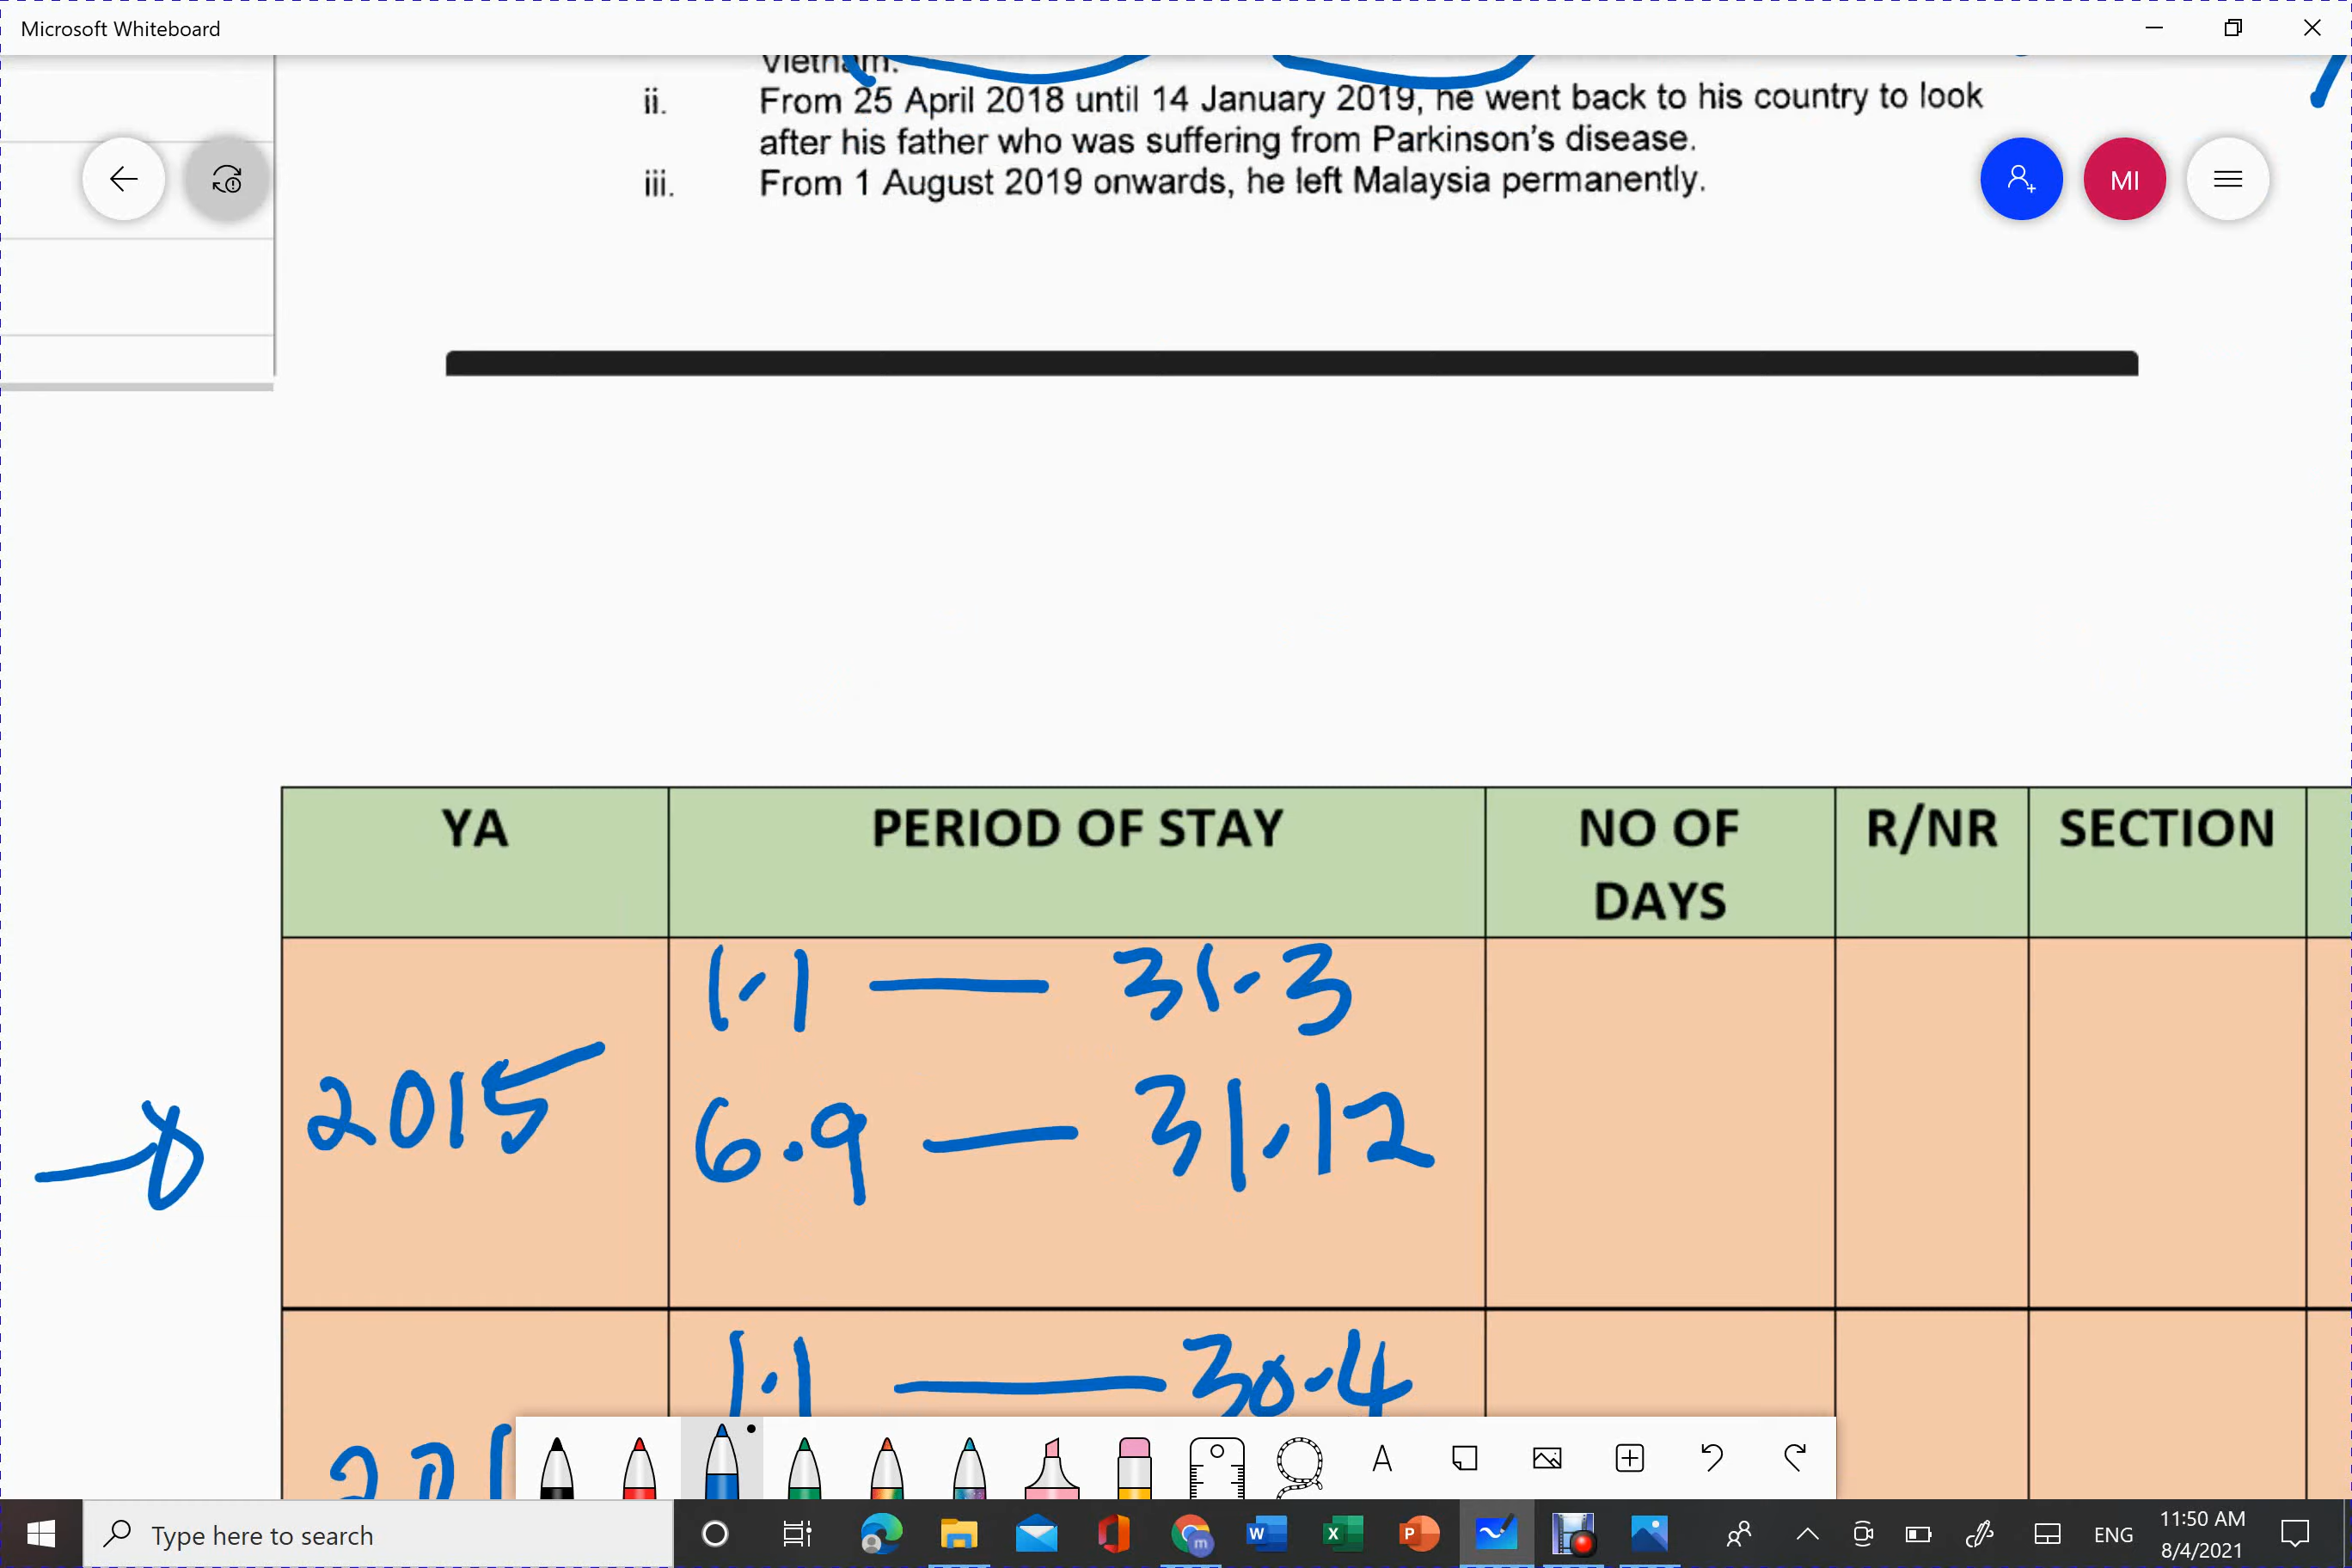 Microsoft Whiteboard
Vietnam.
ii. From 25 April 2018 until 14 January 2019, he went back to his country to look
after his father who was suffering from Parkinson's disease.
iii. From 1 August 2019 onwards, he left Malaysia permanently.
MI
YA PERIOD OF STAY NO OF DAYS R/NR SECTION
1.1 — 31.3
2015 6.9 — 31.12
1.1 — 30.4
Type here to search
ENG
11:50 AM
8/4/2021